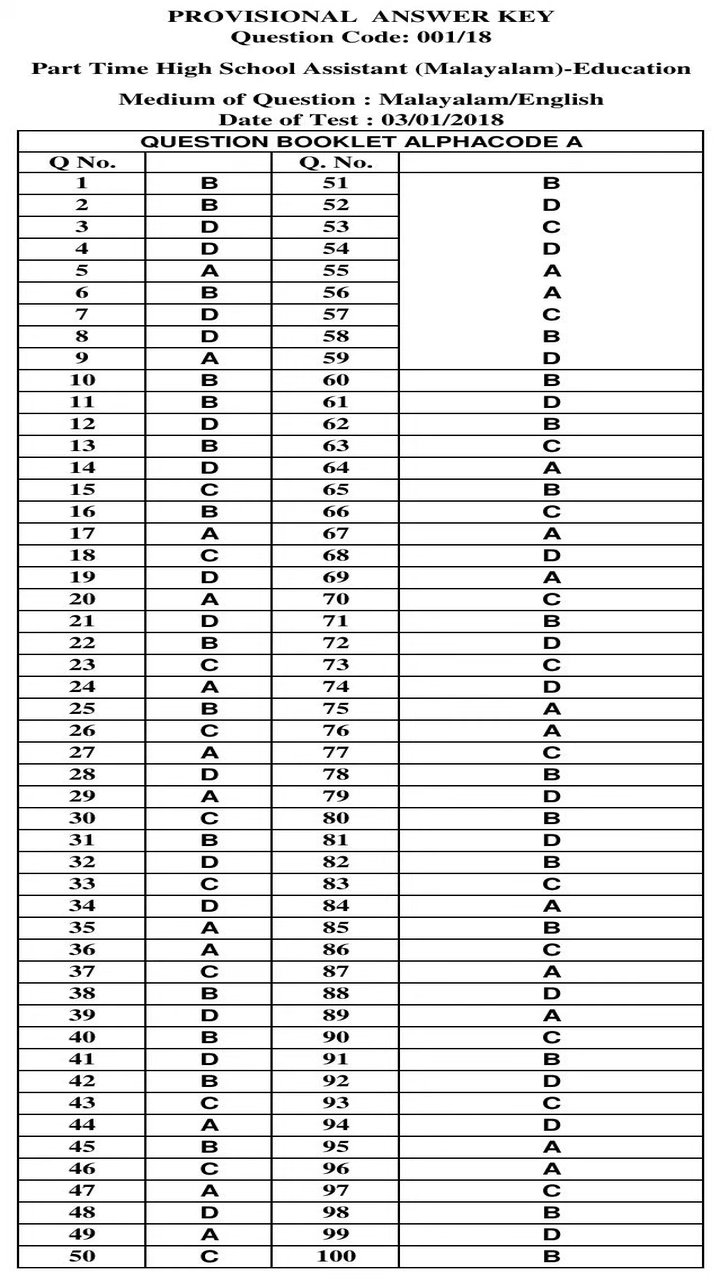 PROVISIONAL ANSWER KEY
Question Code: 001/18
Part Time High School Assistant (Malayalam)-Education
Medium of Question : Malayalam/English
Date of Test : 03/01/2018
QUESTION BOOKLET ALPHACODE A
Q No. Q. No.
1 B 51 B
2 B 52 D
3 D 53 C
4 D 54 D
5 A 55 A
6 B 56 A
7 D 57 C
8 D 58 B
9 A 59 D
10 B 60 B
11 B 61 D
12 D 62 B
13 B 63 C
14 D 64 A
15 C 65 B
16 B 66 C
17 A 67 A
18 C 68 D
19 D 69 A
20 A 70 C
21 D 71 B
22 B 72 D
23 C 73 C
24 A 74 D
25 B 75 A
26 C 76 A
27 A 77 C
28 D 78 B
29 A 79 D
30 C 80 B
31 B 81 D
32 D 82 B
33 C 83 C
34 D 84 A
35 A 85 B
36 A 86 C
37 C 87 A
38 B 88 D
39 D 89 A
40 B 90 C
41 D 91 B
42 B 92 D
43 C 93 C
44 A 94 D
45 B 95 A
46 C 96 A
47 A 97 C
48 D 98 B
49 A 99 D
50 C 100 B